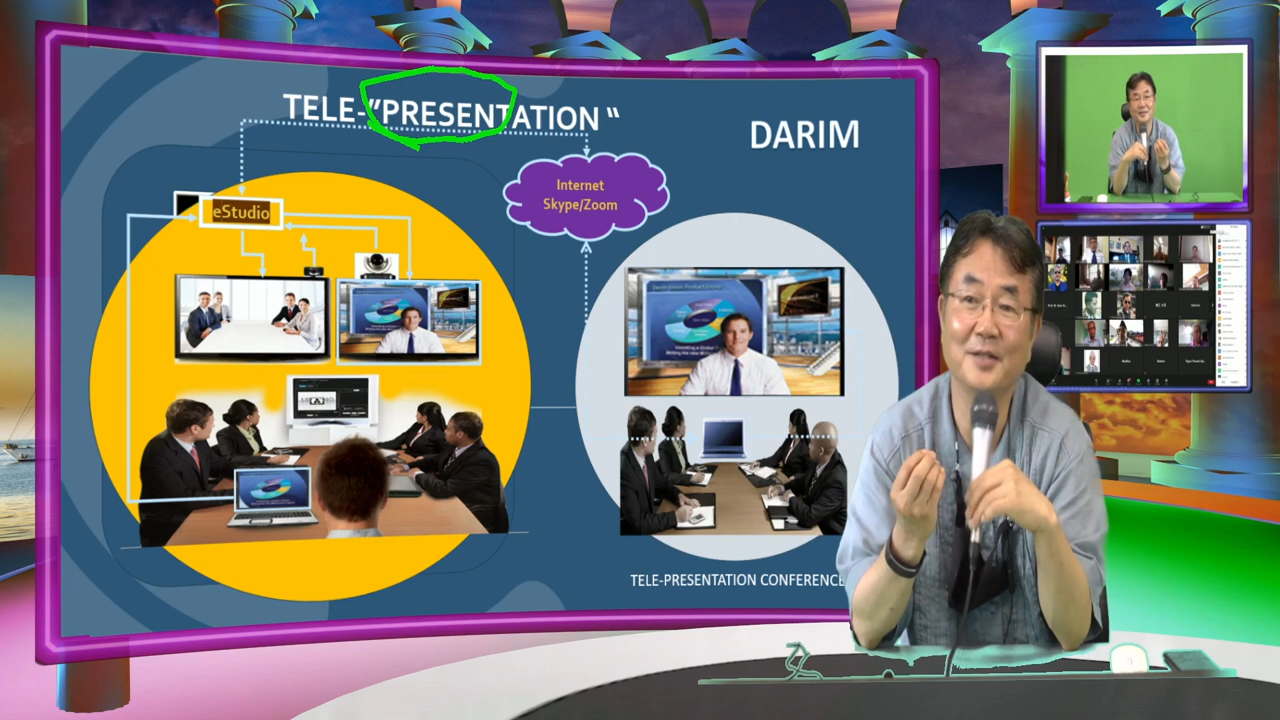 TELE-"PRESENTATION "
DARIM
Internet
Skype/Zoom
eStudio
TELE-PRESENTATION CONFERENCE